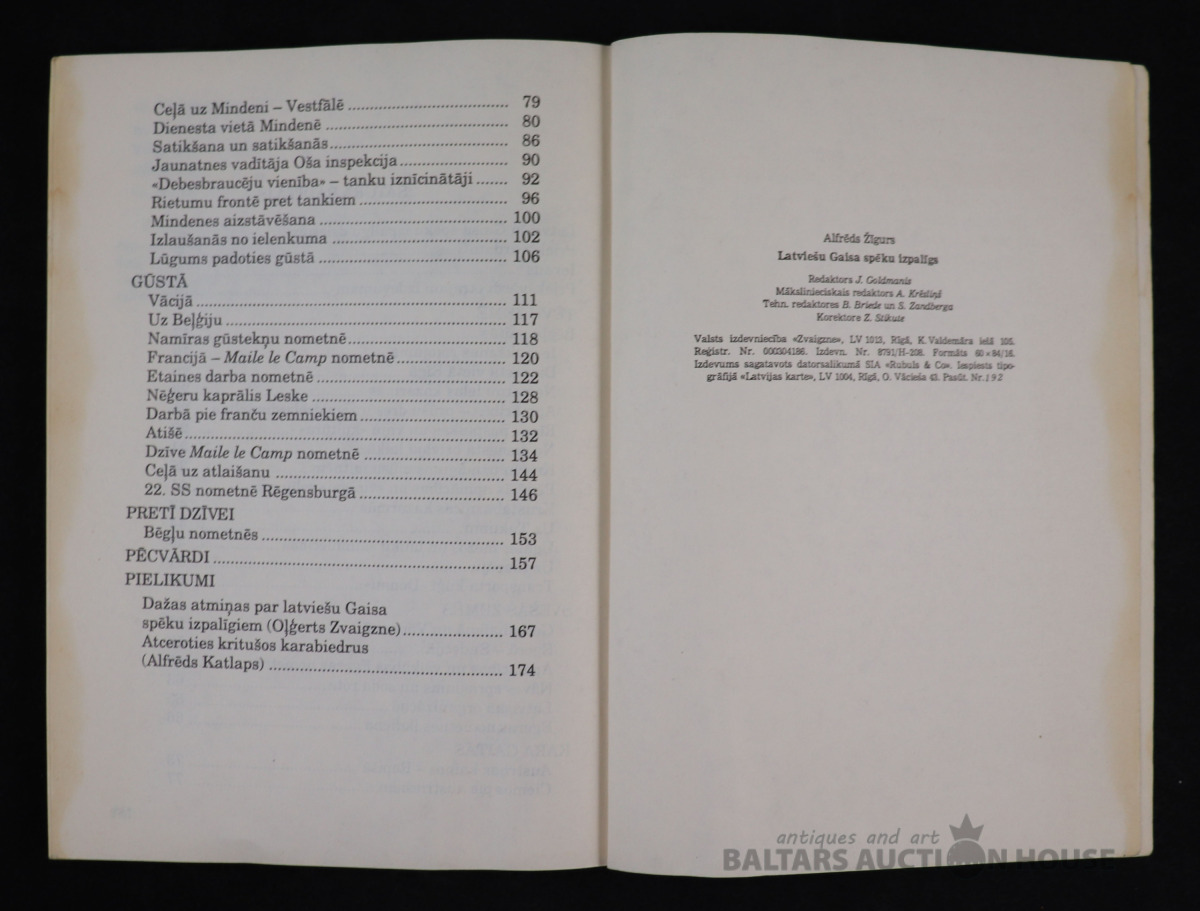 Ceļā uz Mindeni – Vestfālē ........ 79
Dienesta vietā Mindenē ........ 80
Satikšana un satikšanās ........ 86
Jaunatnes vadītāja Oša inspekcija ........ 90
«Debesbraucēju vienība» – tanku iznīcinātāji ....... 92
Rietumu frontē pret tankiem ........ 96
Mindenes aizstāvēšana ........ 100
Izlaušanās no ielenkuma ........ 102
Lūgums padoties gūstā ........ 106
GŪSTĀ
Vācijā ........ 111
Uz Beļģiju ........ 117
Namīras gūstekņu nometnē ........ 118
Francijā – Maile le Camp nometnē ........ 120
Etaines darba nometnē ........ 122
Nēģeru kaprālis Leske ........ 128
Darbā pie franču zemniekiem ........ 130
Atišē ........ 132
Dzīve Maile le Camp nometnē ........ 134
Ceļā uz atlaišanu ........ 144
22. SS nometnē Rēgensburgā ........ 146
PRETĪ DZĪVEI
Bēgļu nometnēs ........ 153
PĒCVĀRDI ........ 157
PIELIKUMI
Dažas atmiņas par latviešu Gaisa
spēku izpalīgiem (Oļģerts Zvaigzne) ........ 167
Atceroties kritušos karabiedrus
(Alfrēds Katlaps) ........ 174
Alfrēds Žīgurs
Latviešu Gaisa spēku izpalīgs
Redaktors J. Goldmanis
Mākslinieciskais redaktors A. Krēsliņš
Tehn. redaktores B. Briede un S. Zandberga
Korektore Z. Stikute
Valsts izdevniecība «Zvaigzne», LV 1013, Rīgā, K. Valdemāra ielā 105.
Reģistr. Nr. 000304186. Izdevn. Nr. 8791/H-208. Formāts 60×84/16.
Izdevums sagatavots datorsalikumā SIA «Rubuls & Co». Iespiests tipo-
grāfijā «Latvijas karte», LV 1004, Rīgā, O. Vācieša 43. Pasūt. Nr. 192
antiques and art
BALTARS AUCTION HOUSE